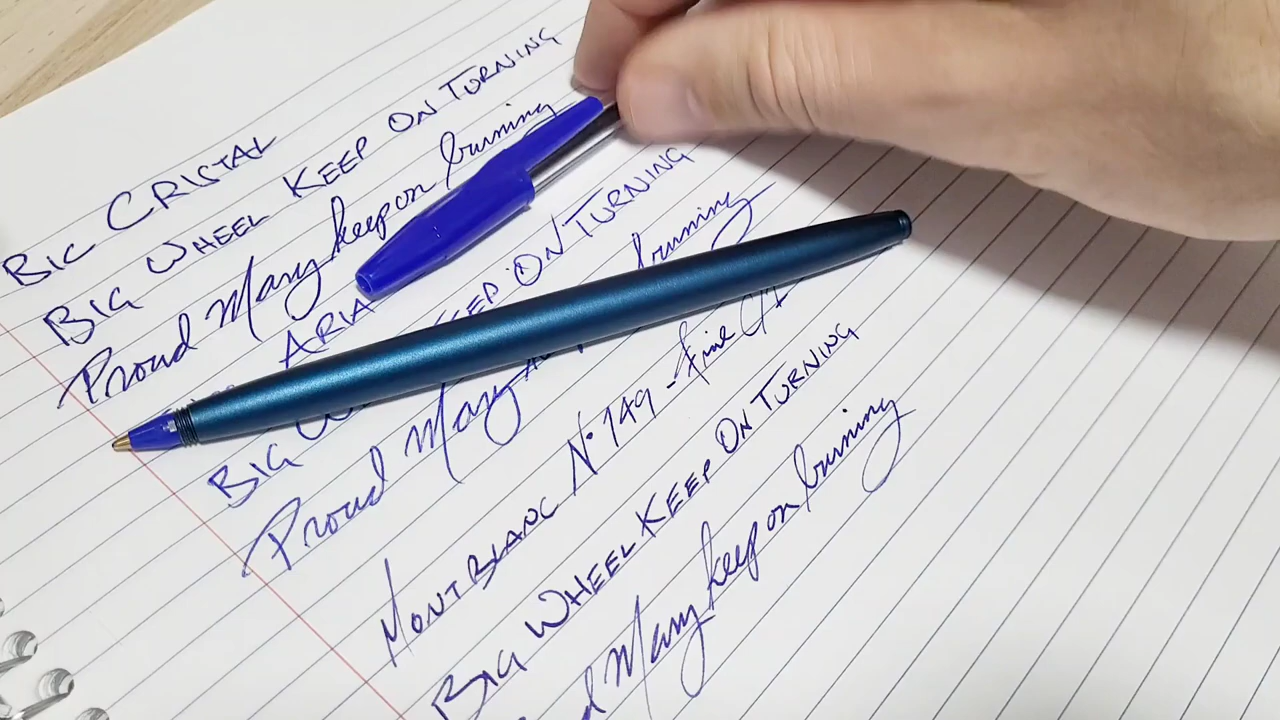 BIC CRISTAL
BIG WHEEL KEEP ON TURNING
Proud Mary keep on burning
ARIA
BIG KEEP ON TURNING
Proud Mary burning
MONTBLANC Nº 149 - Fine
BIG WHEEL KEEP ON TURNING
Mary keep on burning